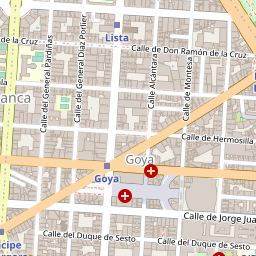 Lista
Calle de Don Ramón de la Cruz
de la Cruz
Calle del General Pardiñas
Calle del General Díaz Porlier
Calle Alcántara
Calle de Montesa
anca
Calle de Hermosilla
Goya
Goya
Calle de Jorge Juan
Calle del Duque de Sesto
Calle del Duque de Sesto
cipe